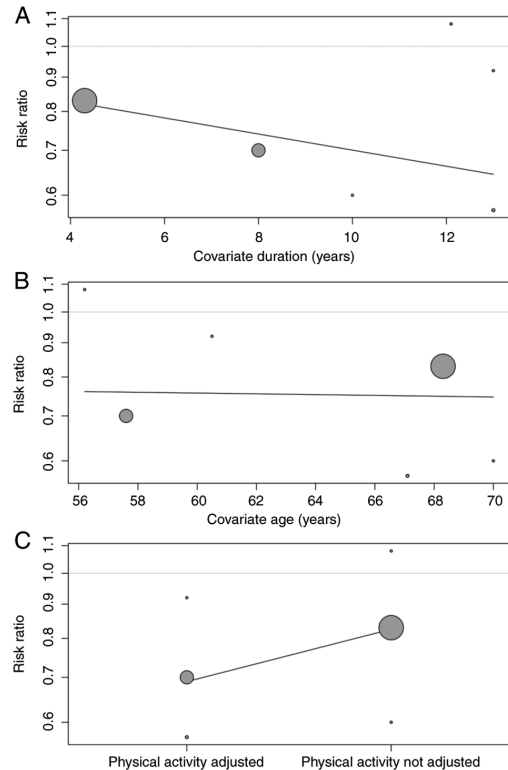 A
1.1
1.0
0.9
0.8
0.7
0.6
Risk ratio
4 6 8 10 12
Covariate duration (years)
B
1.1
1.0
0.9
0.8
0.7
0.6
Risk ratio
56 58 60 62 64 66 68 70
Covariate age (years)
C
1.1
1.0
0.9
0.8
0.7
0.6
Risk ratio
Physical activity adjusted Physical activity not adjusted